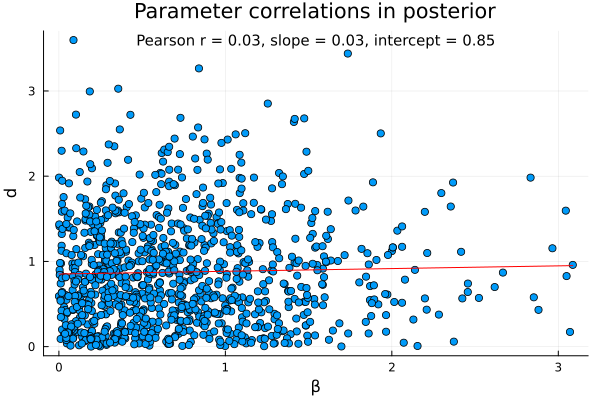 Parameter correlations in posterior
Pearson r = 0.03, slope = 0.03, intercept = 0.85
3
2
1
0
d
0
1
2
3
β